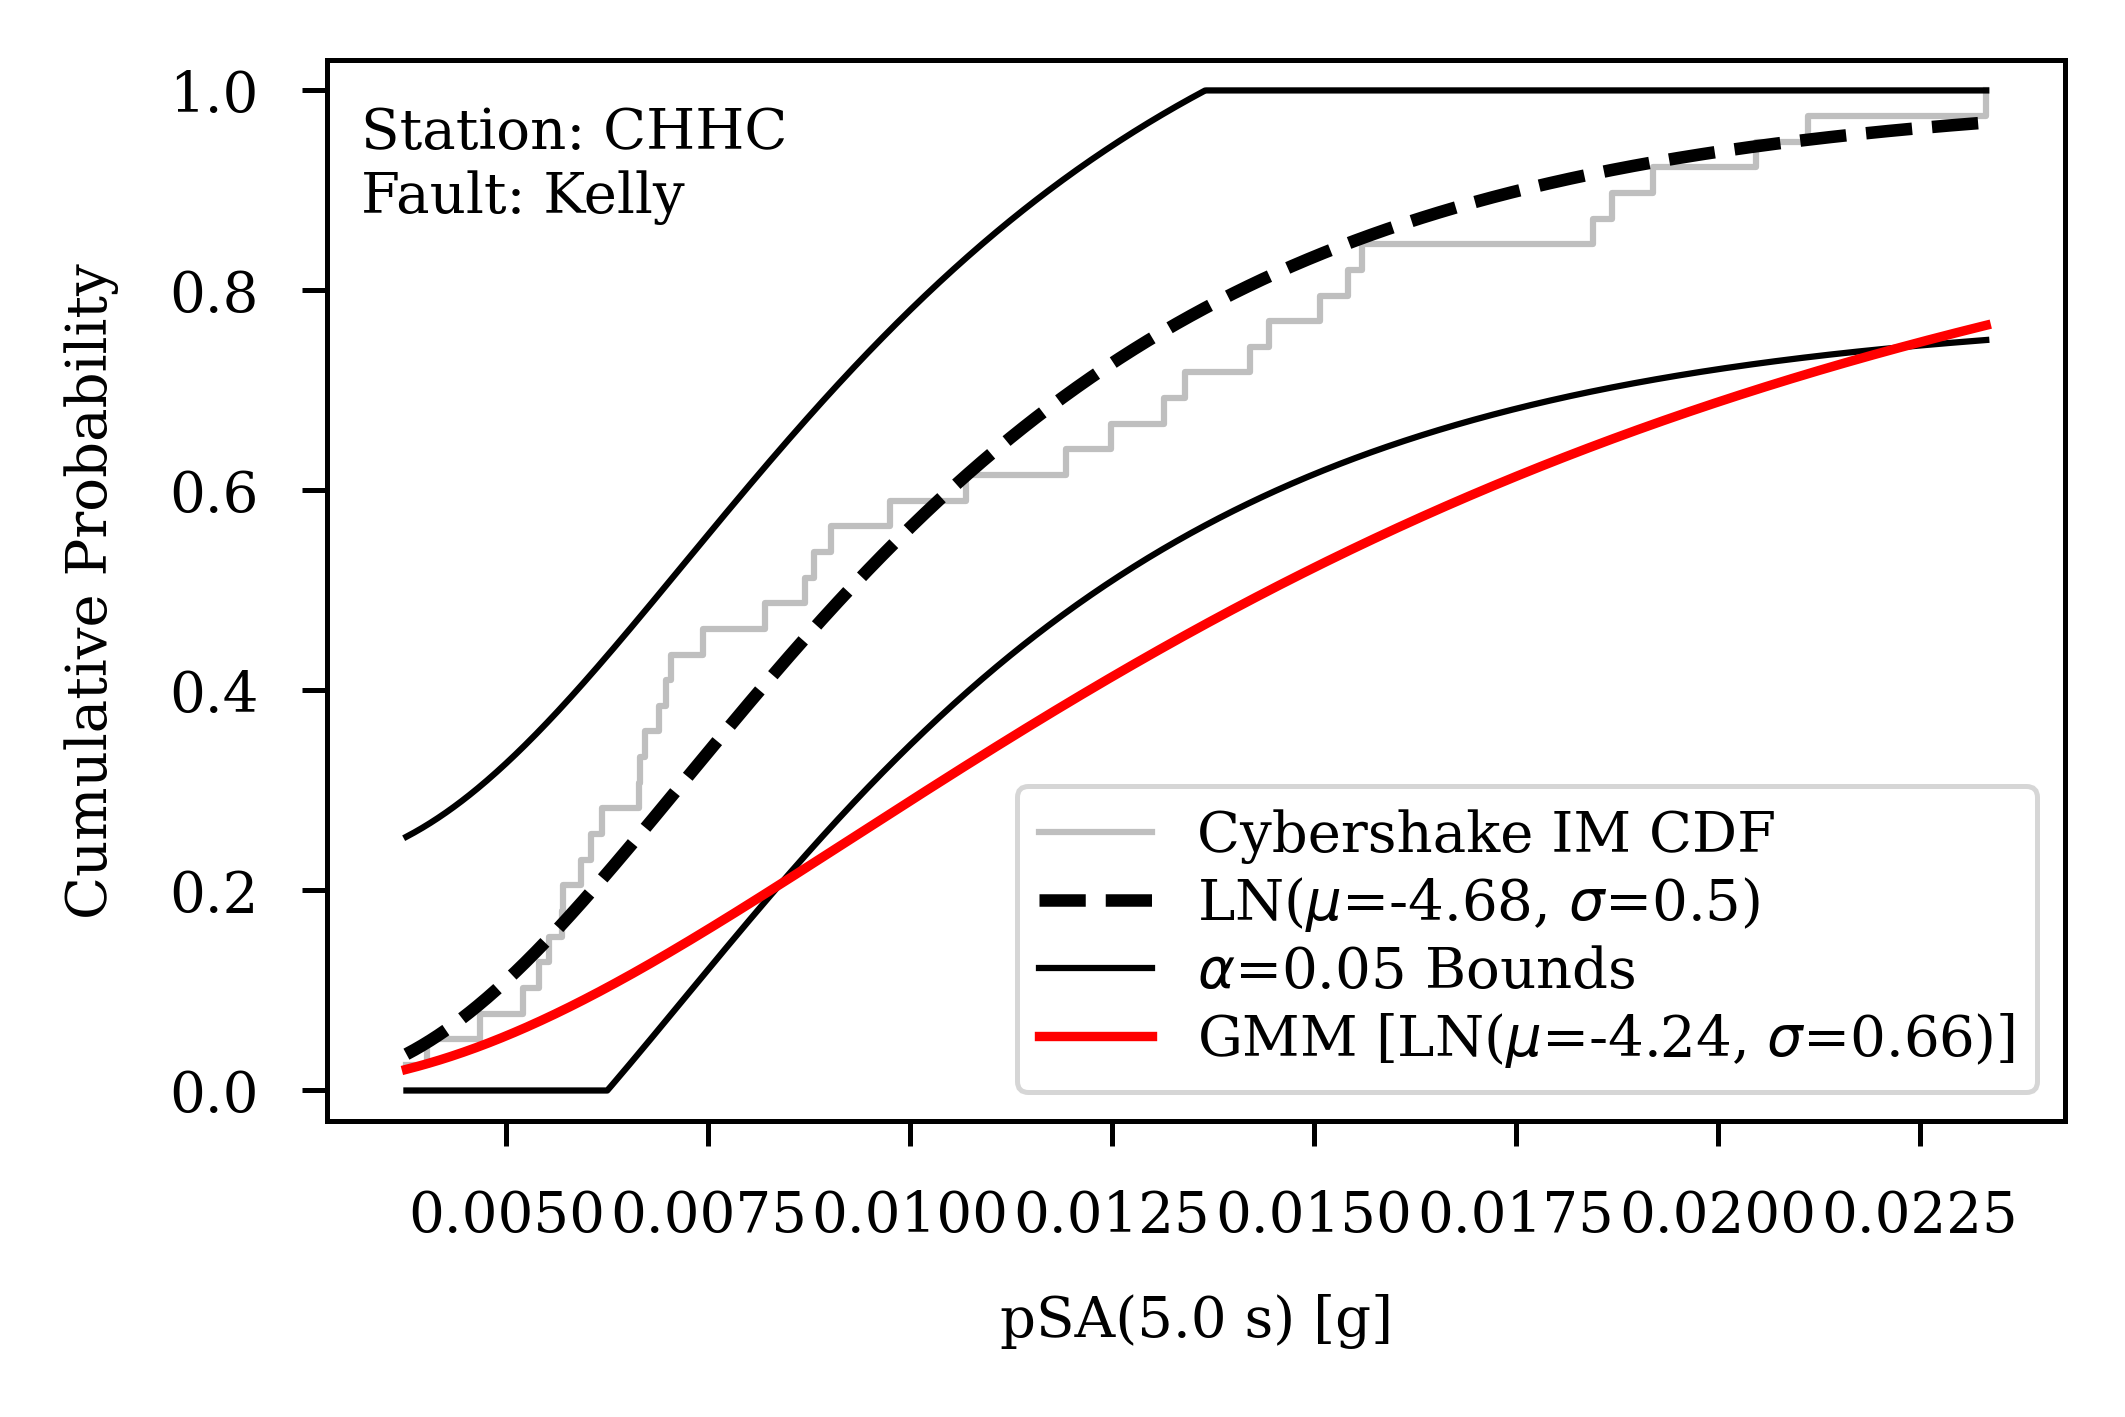 Station: CHHC
Fault: Kelly
Cumulative Probability
1.0
0.8
0.6
0.4
0.2
0.0
Cybershake IM CDF
LN(μ=-4.68, σ=0.5)
α=0.05 Bounds
GMM [LN(μ=-4.24, σ=0.66)]
0.0050 0.0075 0.0100 0.0125 0.0150 0.0175 0.0200 0.0225
pSA(5.0 s) [g]